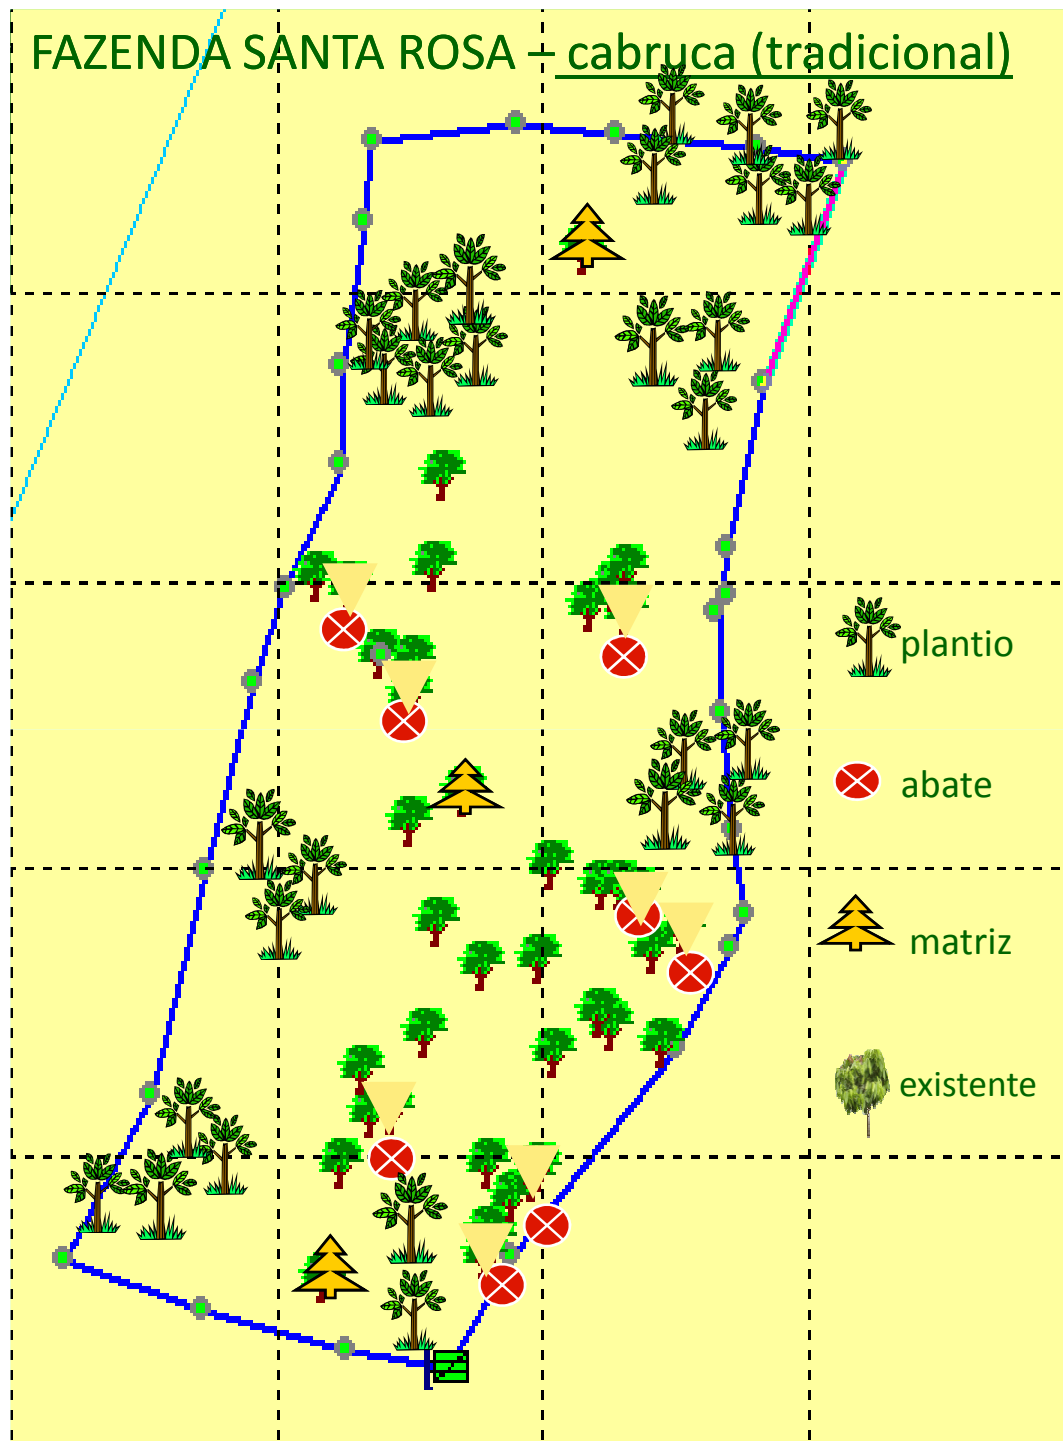 FAZENDA SANTA ROSA – cabruca (tradicional)
plantio
abate
matriz
existente